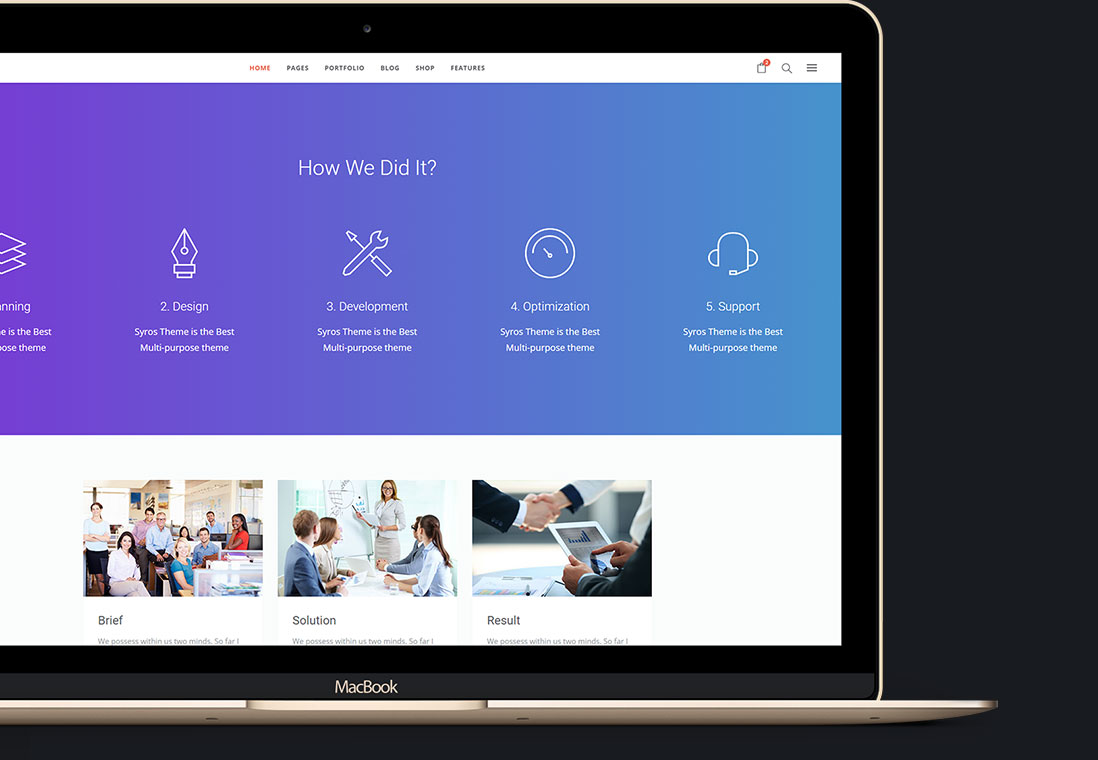 HOME PAGES PORTFOLIO BLOG SHOP FEATURES
How We Did It?
anning
2. Design
3. Development
4. Optimization
5. Support
e is the Best
ose theme
Syros Theme is the Best
Multi-purpose theme
Syros Theme is the Best
Multi-purpose theme
Syros Theme is the Best
Multi-purpose theme
Syros Theme is the Best
Multi-purpose theme
Brief
We possess within us two minds. So far I
Solution
We possess within us two minds. So far I
Result
We possess within us two minds. So far I
MacBook